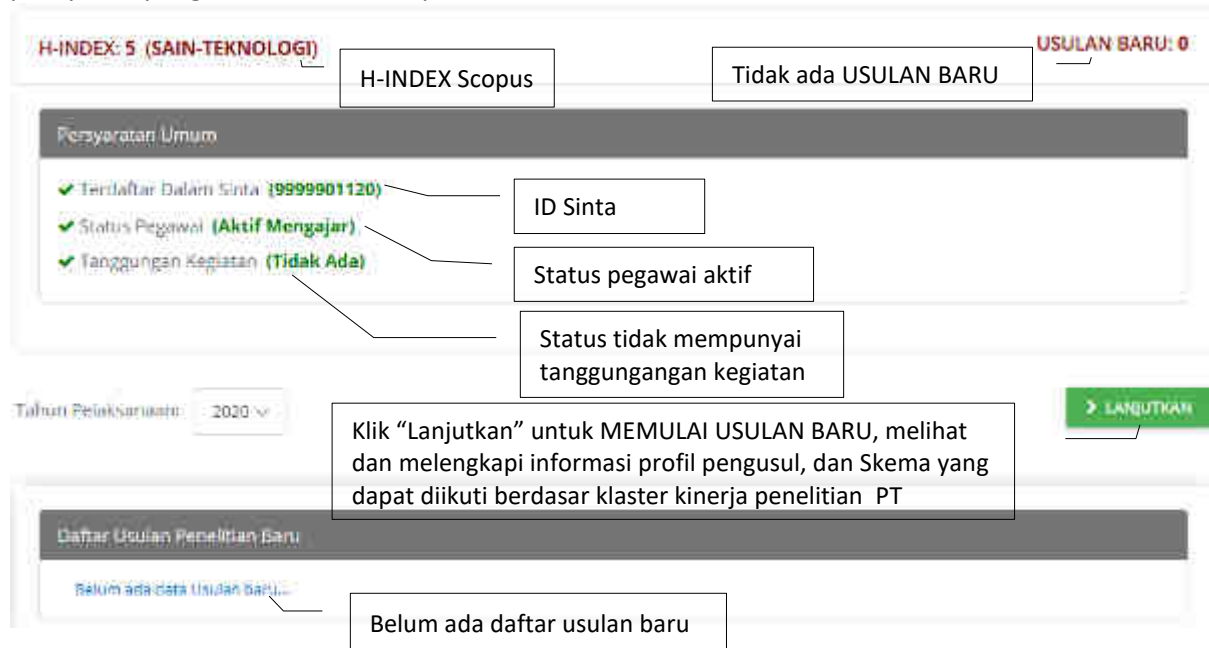 H-INDEX: 5 (SAIN-TEKNOLOGI)
USULAN BARU: 0
H-INDEX Scopus
Tidak ada USULAN BARU
Persyaratan Umum
Terdaftar Dalam Sinta (9999901120)
ID Sinta
Status Pegawai (Aktif Mengajar)
Tanggungan Kegiatan (Tidak Ada)
Status pegawai aktif
Status tidak mempunyai
tanggungangan kegiatan
Tahun Pelaksanaan: 2020
LANJUTKAN
Klik “Lanjutkan” untuk MEMULAI USULAN BARU, melihat
dan melengkapi informasi profil pengusul, dan Skema yang
dapat diikuti berdasar klaster kinerja penelitian PT
Daftar Usulan Penelitian Baru
Belum ada data Usulan baru...
Belum ada daftar usulan baru